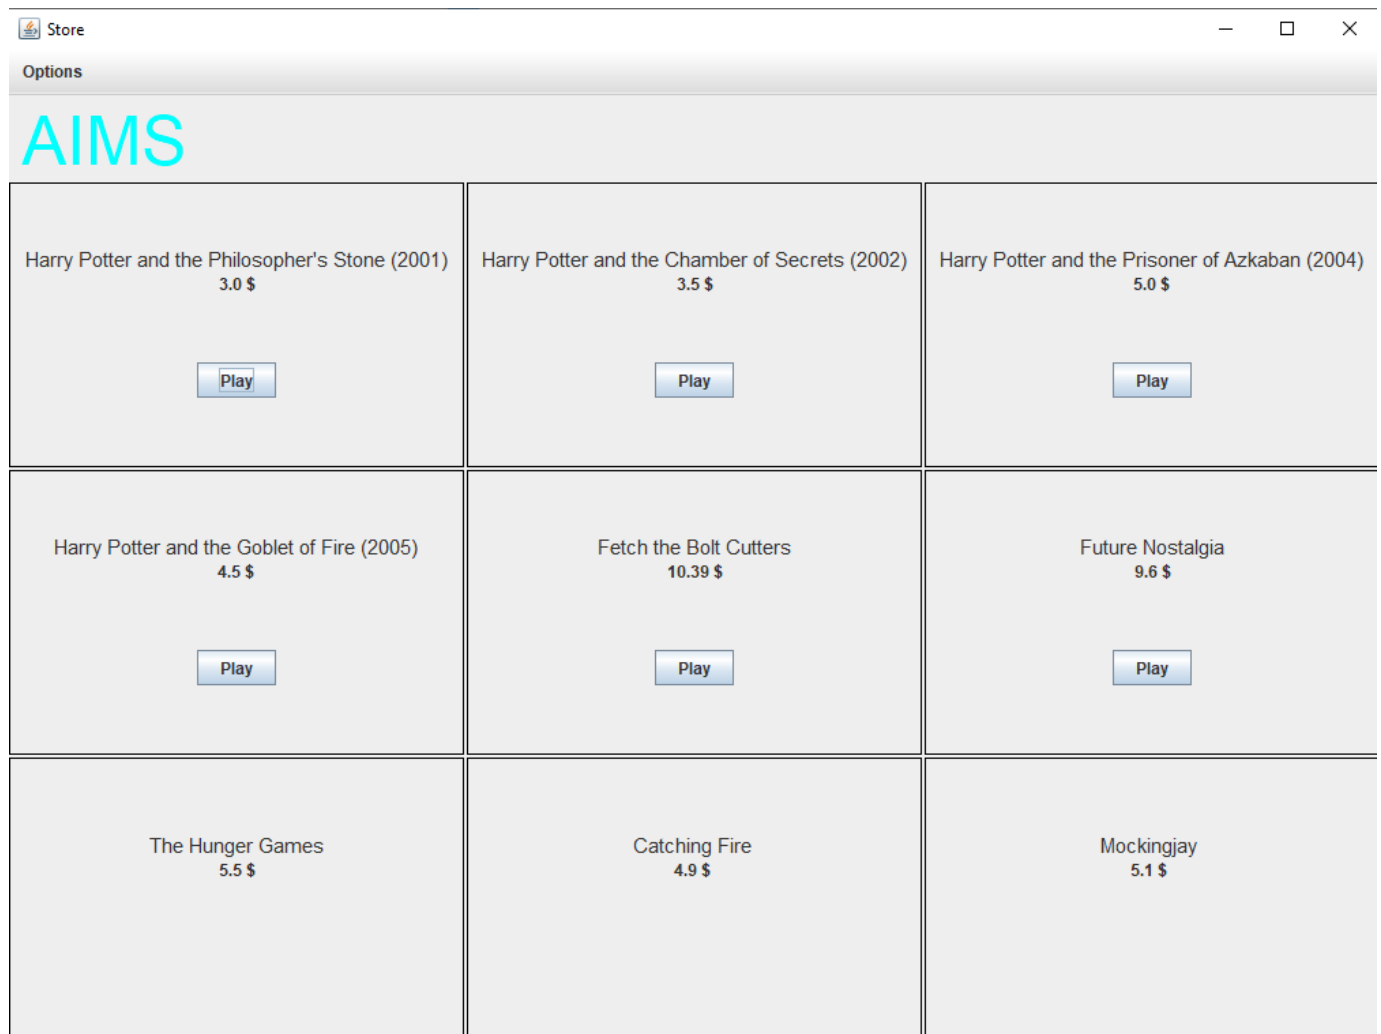 Store
Options
AIMS
Harry Potter and the Philosopher's Stone (2001)
3.0 $
Play
Harry Potter and the Chamber of Secrets (2002)
3.5 $
Play
Harry Potter and the Prisoner of Azkaban (2004)
5.0 $
Play
Harry Potter and the Goblet of Fire (2005)
4.5 $
Play
Fetch the Bolt Cutters
10.39 $
Play
Future Nostalgia
9.6 $
Play
The Hunger Games
5.5 $
Catching Fire
4.9 $
Mockingjay
5.1 $